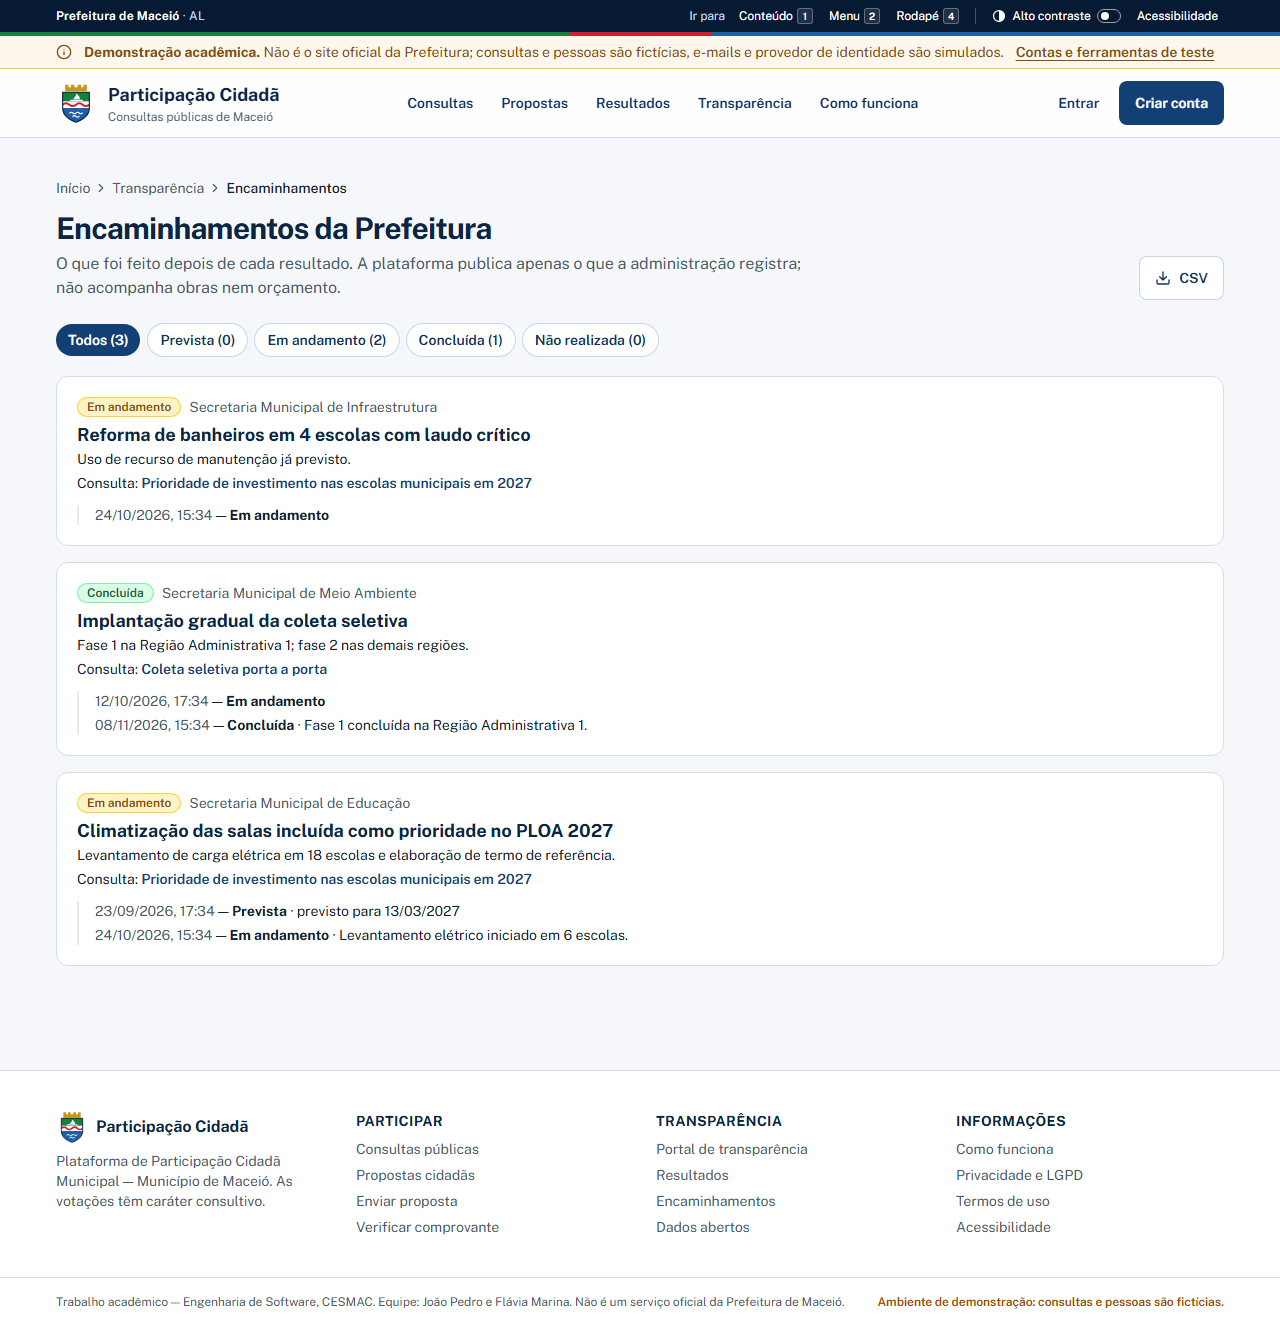 Prefeitura de Maceió · AL
Ir para Conteúdo 1 Menu 2 Rodapé 4 Alto contraste Acessibilidade
Demonstração acadêmica. Não é o site oficial da Prefeitura; consultas e pessoas são fictícias, e-mails e provedor de identidade são simulados. Contas e ferramentas de teste
Participação Cidadã
Consultas públicas de Maceió
Consultas Propostas Resultados Transparência Como funciona
Entrar Criar conta
Início > Transparência > Encaminhamentos
Encaminhamentos da Prefeitura
O que foi feito depois de cada resultado. A plataforma publica apenas o que a administração registra;
não acompanha obras nem orçamento.
CSV
Todos (3) Prevista (0) Em andamento (2) Concluída (1) Não realizada (0)
Em andamento Secretaria Municipal de Infraestrutura
Reforma de banheiros em 4 escolas com laudo crítico
Uso de recurso de manutenção já previsto.
Consulta: Prioridade de investimento nas escolas municipais em 2027
24/10/2026, 15:34 — Em andamento
Concluída Secretaria Municipal de Meio Ambiente
Implantação gradual da coleta seletiva
Fase 1 na Região Administrativa 1; fase 2 nas demais regiões.
Consulta: Coleta seletiva porta a porta
12/10/2026, 17:34 — Em andamento
08/11/2026, 15:34 — Concluída · Fase 1 concluída na Região Administrativa 1.
Em andamento Secretaria Municipal de Educação
Climatização das salas incluída como prioridade no PLOA 2027
Levantamento de carga elétrica em 18 escolas e elaboração de termo de referência.
Consulta: Prioridade de investimento nas escolas municipais em 2027
23/09/2026, 17:34 — Prevista · previsto para 13/03/2027
24/10/2026, 15:34 — Em andamento · Levantamento elétrico iniciado em 6 escolas.
Participação Cidadã
Plataforma de Participação Cidadã
Municipal — Município de Maceió. As
votações têm caráter consultivo.
PARTICIPAR
Consultas públicas
Propostas cidadãs
Enviar proposta
Verificar comprovante
TRANSPARÊNCIA
Portal de transparência
Resultados
Encaminhamentos
Dados abertos
INFORMAÇÕES
Como funciona
Privacidade e LGPD
Termos de uso
Acessibilidade
Trabalho acadêmico — Engenharia de Software, CESMAC. Equipe: João Pedro e Flávia Marina. Não é um serviço oficial da Prefeitura de Maceió.
Ambiente de demonstração: consultas e pessoas são fictícias.